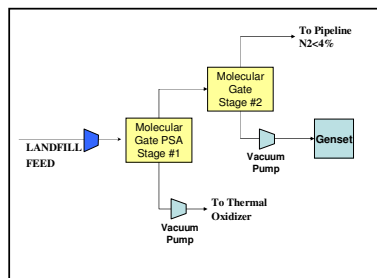 To Pipeline
N2<4%
Molecular
Gate
Stage #2
Molecular
Gate PSA
Stage #1
Genset
LANDFILL
FEED
Vacuum
Pump
To Thermal
Oxidizer
Vacuum
Pump